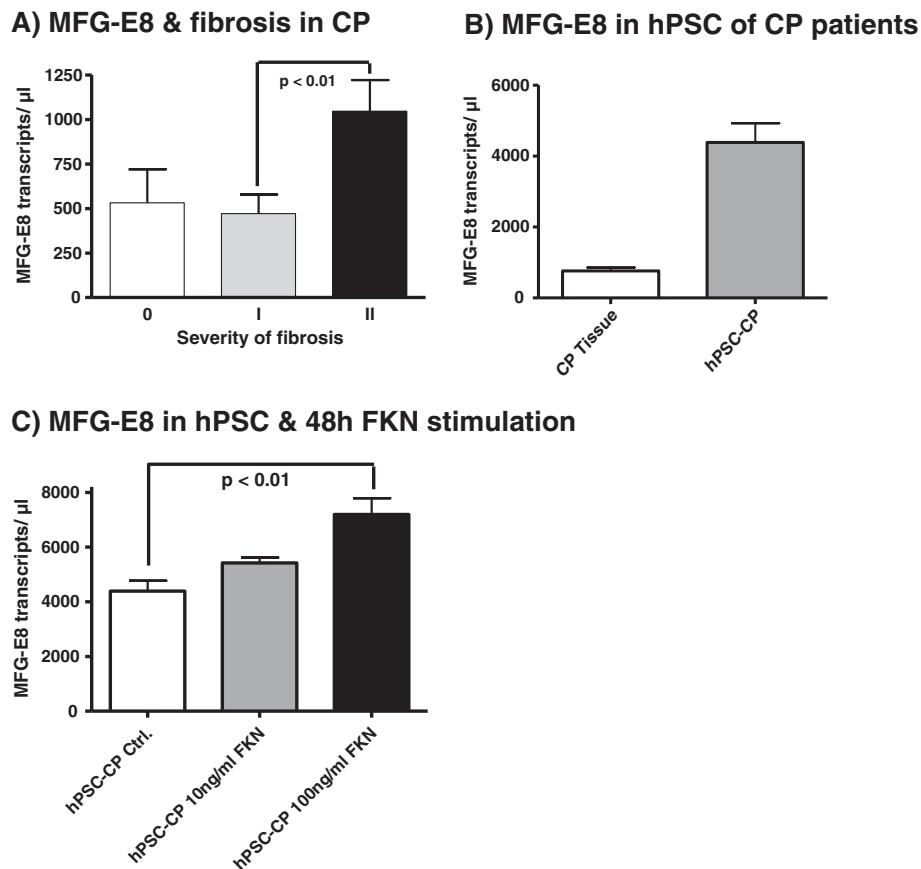 A) MFG-E8 & fibrosis in CP
MFG-E8 transcripts/ µl
1250
1000
750
500
250
0
p < 0.01
0 I II
Severity of fibrosis
B) MFG-E8 in hPSC of CP patients
MFG-E8 transcripts/ µl
6000
4000
2000
0
CP Tissue
hPSC-CP
C) MFG-E8 in hPSC & 48h FKN stimulation
MFG-E8 transcripts/ µl
8000
6000
4000
2000
0
p < 0.01
hPSC-CP Ctrl.
hPSC-CP 10ng/ml FKN
hPSC-CP 100ng/ml FKN